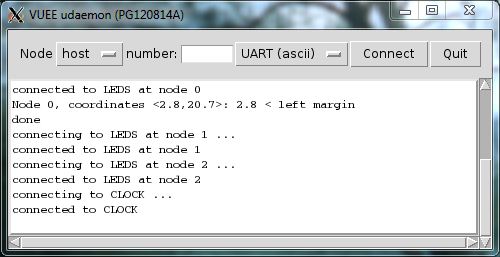 VUEE udaemon (PG120814A)
Node host number: UART (ascii) Connect Quit
connected to LEDS at node 0
Node 0, coordinates <2.8,20.7>: 2.8 < left margin
done
connecting to LEDS at node 1 ...
connected to LEDS at node 1
connecting to LEDS at node 2 ...
connected to LEDS at node 2
connecting to CLOCK ...
connected to CLOCK